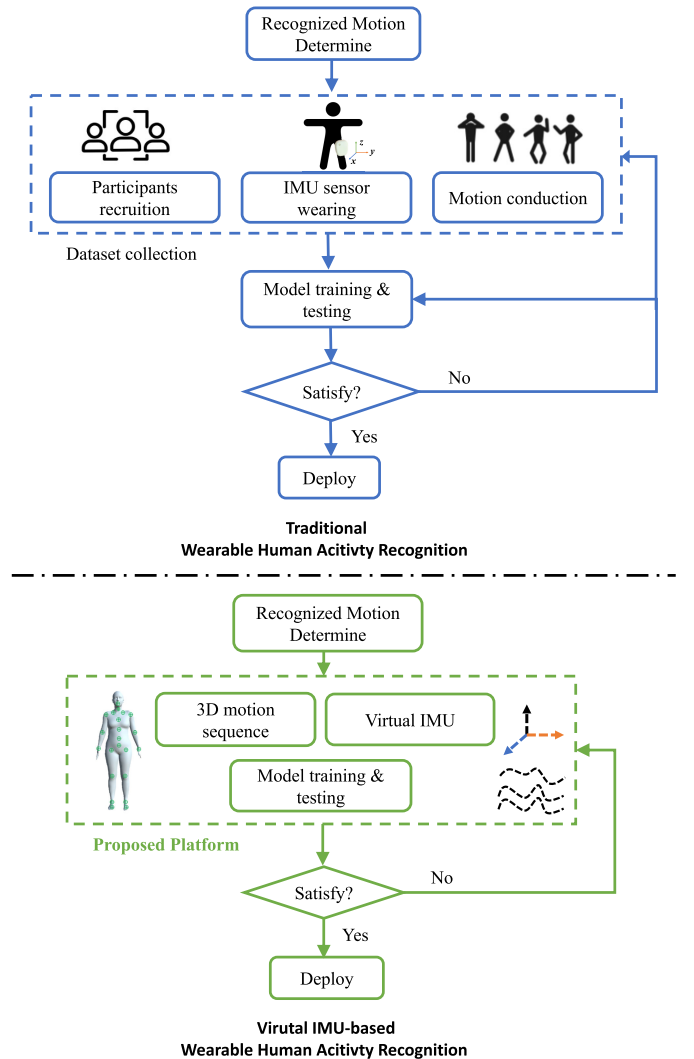 Recognized Motion
Determine
z
y
x
Participants
recruition
IMU sensor
wearing
Motion conduction
Dataset collection
Model training &
testing
Satisfy?
No
Yes
Deploy
Traditional
Wearable Human Acitivty Recognition
Recognized Motion
Determine
3D motion
sequence
Virtual IMU
Model training &
testing
Proposed Platform
Satisfy?
No
Yes
Deploy
Virutal IMU-based
Wearable Human Acitivty Recognition